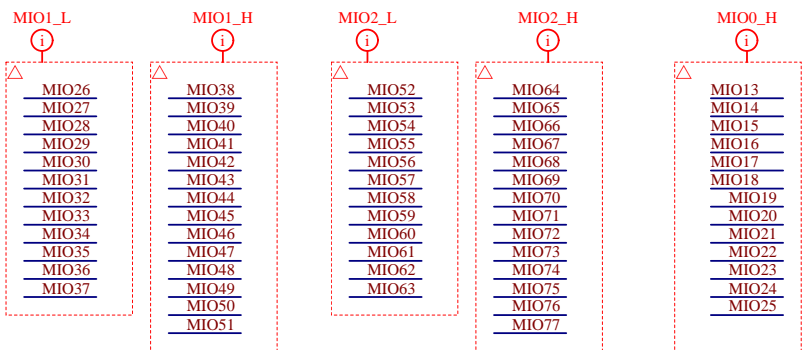 MIO1_L
i
MIO26
MIO27
MIO28
MIO29
MIO30
MIO31
MIO32
MIO33
MIO34
MIO35
MIO36
MIO37
MIO1_H
i
MIO38
MIO39
MIO40
MIO41
MIO42
MIO43
MIO44
MIO45
MIO46
MIO47
MIO48
MIO49
MIO50
MIO51
MIO2_L
i
MIO52
MIO53
MIO54
MIO55
MIO56
MIO57
MIO58
MIO59
MIO60
MIO61
MIO62
MIO63
MIO2_H
i
MIO64
MIO65
MIO66
MIO67
MIO68
MIO69
MIO70
MIO71
MIO72
MIO73
MIO74
MIO75
MIO76
MIO77
MIO0_H
i
MIO13
MIO14
MIO15
MIO16
MIO17
MIO18
MIO19
MIO20
MIO21
MIO22
MIO23
MIO24
MIO25